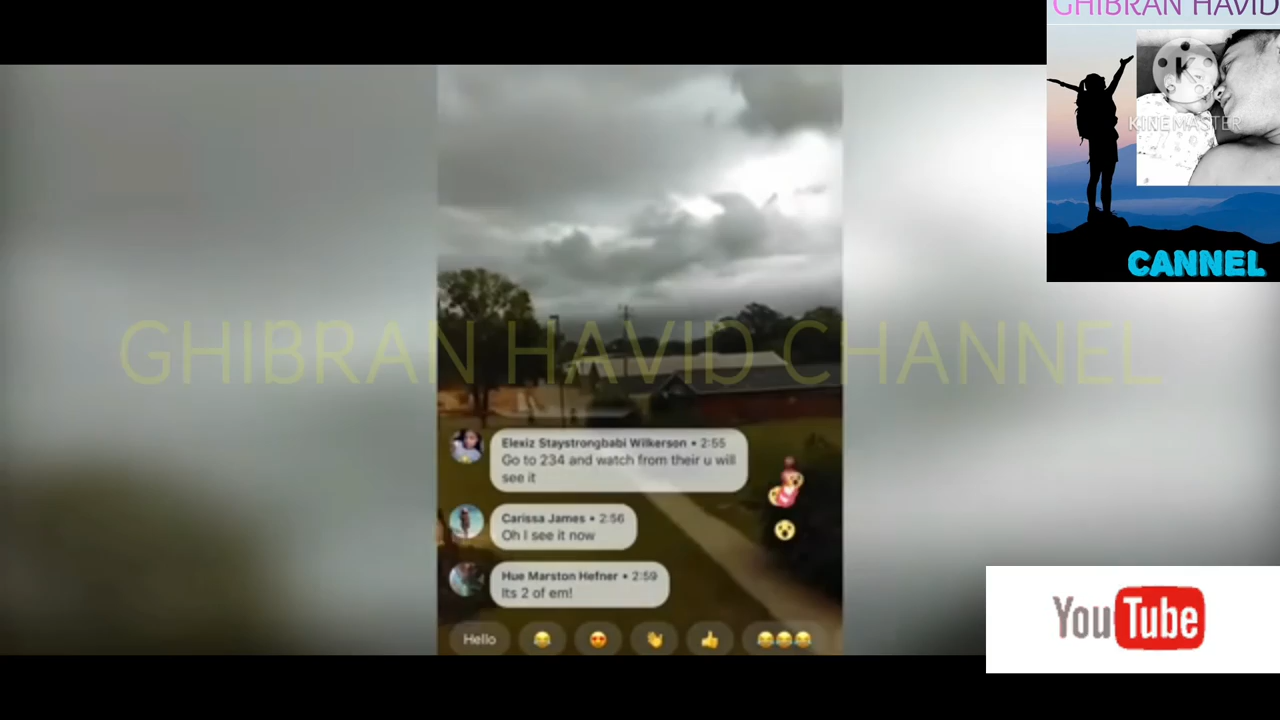 GHIBRAN HAVID
KINEMASTER
CANNEL
GHIBRAN HAVID CHANNEL
Elexiz Staystrongbabi Wilkerson • 2:55
Go to 234 and watch from their u will
see it
Carissa James • 2:56
Oh I see it now
Hue Marston Hefner • 2:59
Its 2 of em!
Hello
YouTube